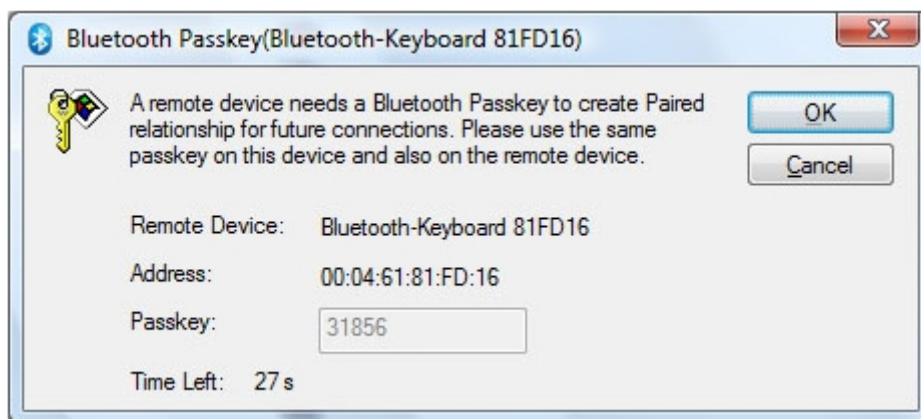 Bluetooth Passkey(Bluetooth-Keyboard 81FD16)
A remote device needs a Bluetooth Passkey to create Paired
relationship for future connections. Please use the same
passkey on this device and also on the remote device.
OK
Cancel
Remote Device: Bluetooth-Keyboard 81FD16
Address: 00:04:61:81:FD:16
Passkey: 31856
Time Left: 27 s